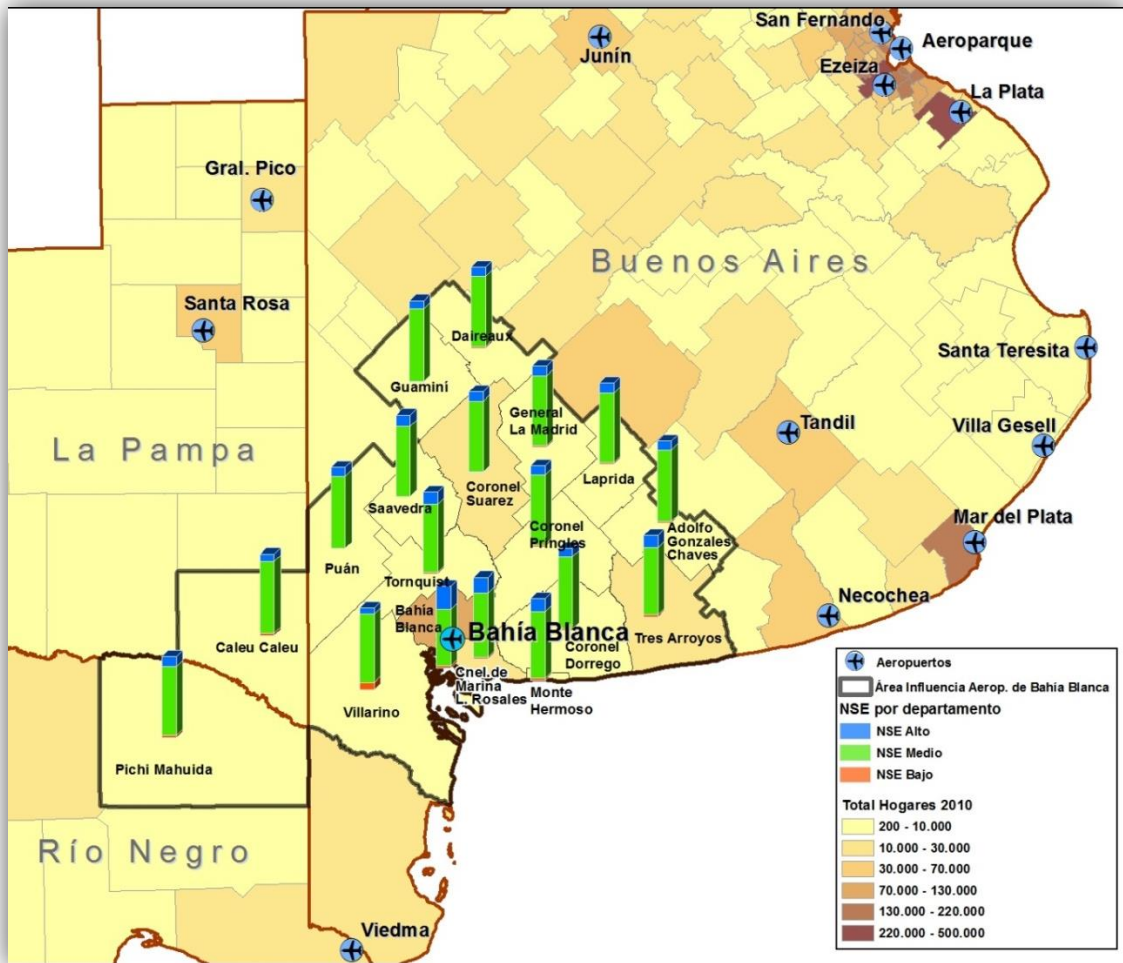 San Fernando
Aeroparque
Junín
Ezeiza
La Plata
Gral. Pico
Buenos Aires
Santa Rosa
Daireaux
Santa Teresita
Guaminí
General
La Madrid
Tandil
Villa Gesell
La Pampa
Coronel
Suarez
Laprida
Saavedra
Mar del Plata
Coronel
Pringles
Adolfo
Gonzales
Chaves
Puán
Tornquist
Necochea
Bahía
Blanca
Bahía Blanca
Tres Arroyos
Caleu Caleu
Coronel
Dorrego
Cnel.de
Marina
L. Rosales
Monte
Hermoso
Villarino
Pichi Mahuida
Río Negro
Viedma
Aeropuertos
Área Influencia Aerop. de Bahía Blanca
NSE por departamento
NSE Alto
NSE Medio
NSE Bajo
Total Hogares 2010
200 - 10.000
10.000 - 30.000
30.000 - 70.000
70.000 - 130.000
130.000 - 220.000
220.000 - 500.000